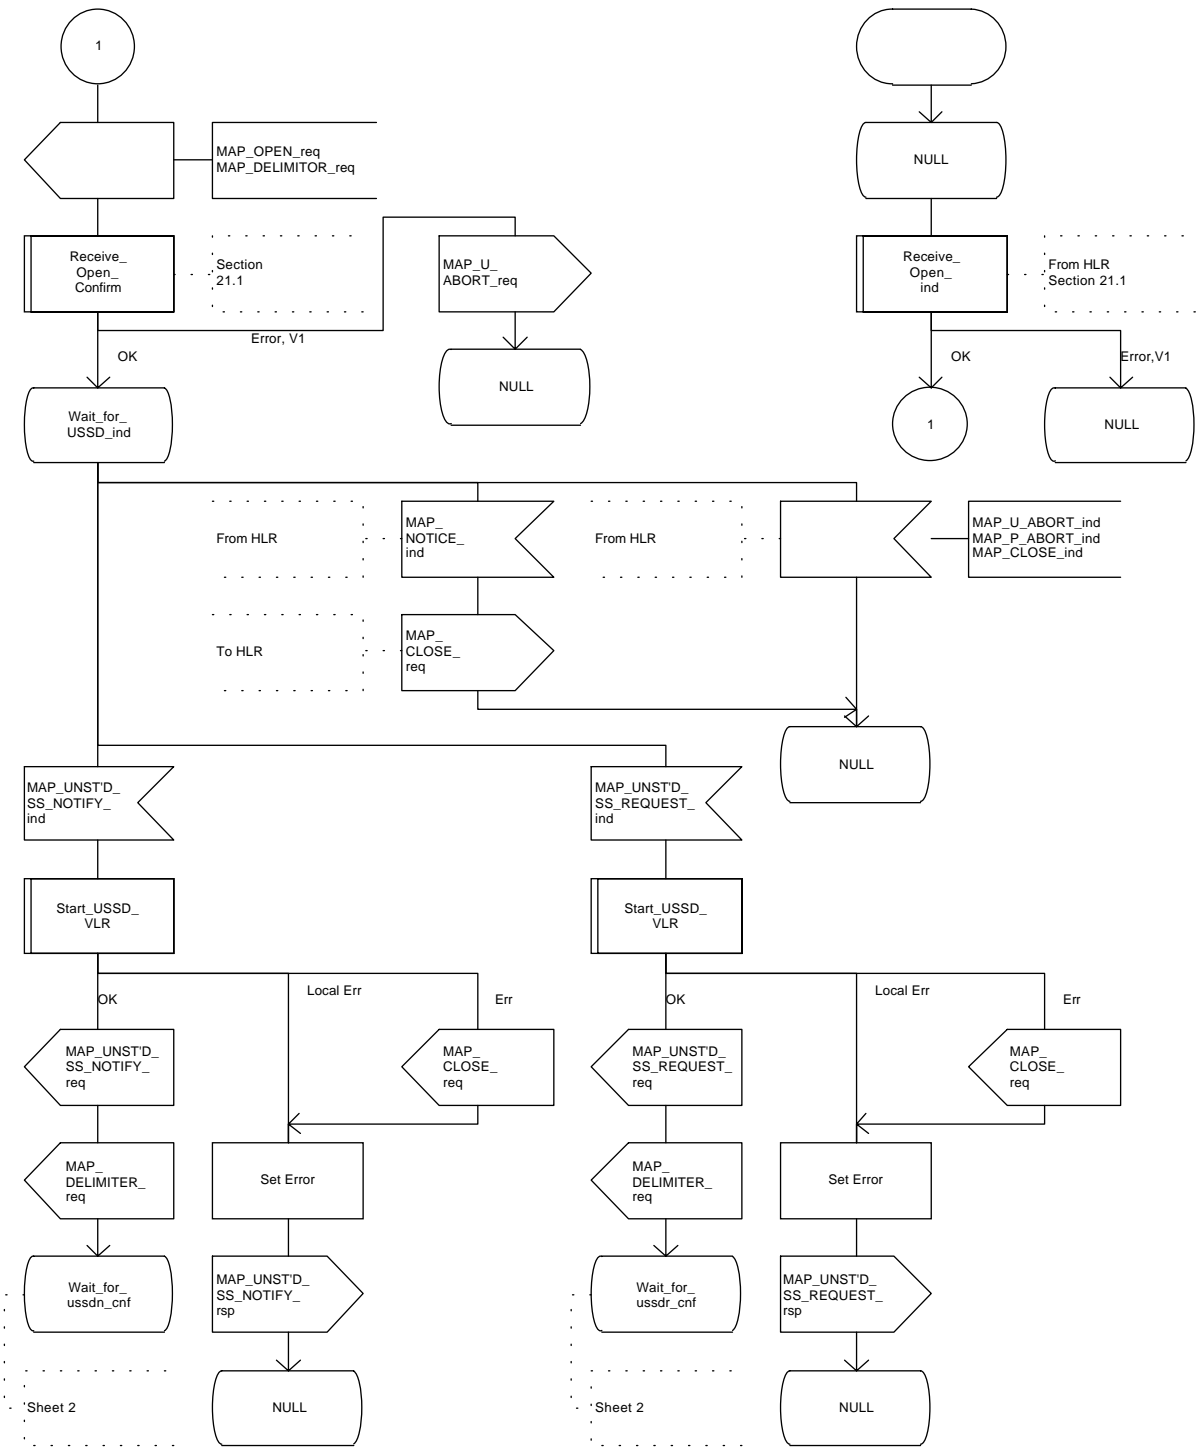 1
MAP_OPEN_req
MAP_DELIMITOR_req
NULL
Receive_
Open_
Confirm
Section
21.1
MAP_U_
ABORT_req
Receive_
Open_
ind
From HLR
Section 21.1
Error, V1
OK
NULL
OK
Error,V1
Wait_for_
USSD_ind
1
NULL
From HLR
MAP_
NOTICE_
ind
From HLR
MAP_U_ABORT_ind
MAP_P_ABORT_ind
MAP_CLOSE_ind
To HLR
MAP_
CLOSE_
req
NULL
MAP_UNST'D_
SS_NOTIFY_
ind
MAP_UNST'D_
SS_REQUEST_
ind
Start_USSD_
VLR
Start_USSD_
VLR
OK
Local Err
Err
OK
Local Err
Err
MAP_UNST'D_
SS_NOTIFY_
req
MAP_
CLOSE_
req
MAP_UNST'D_
SS_REQUEST_
req
MAP_
CLOSE_
req
MAP_
DELIMITER_
req
Set Error
MAP_
DELIMITER_
req
Set Error
Wait_for_
ussdn_cnf
MAP_UNST'D_
SS_NOTIFY_
rsp
Wait_for_
ussdr_cnf
MAP_UNST'D_
SS_REQUEST_
rsp
Sheet 2
NULL
Sheet 2
NULL